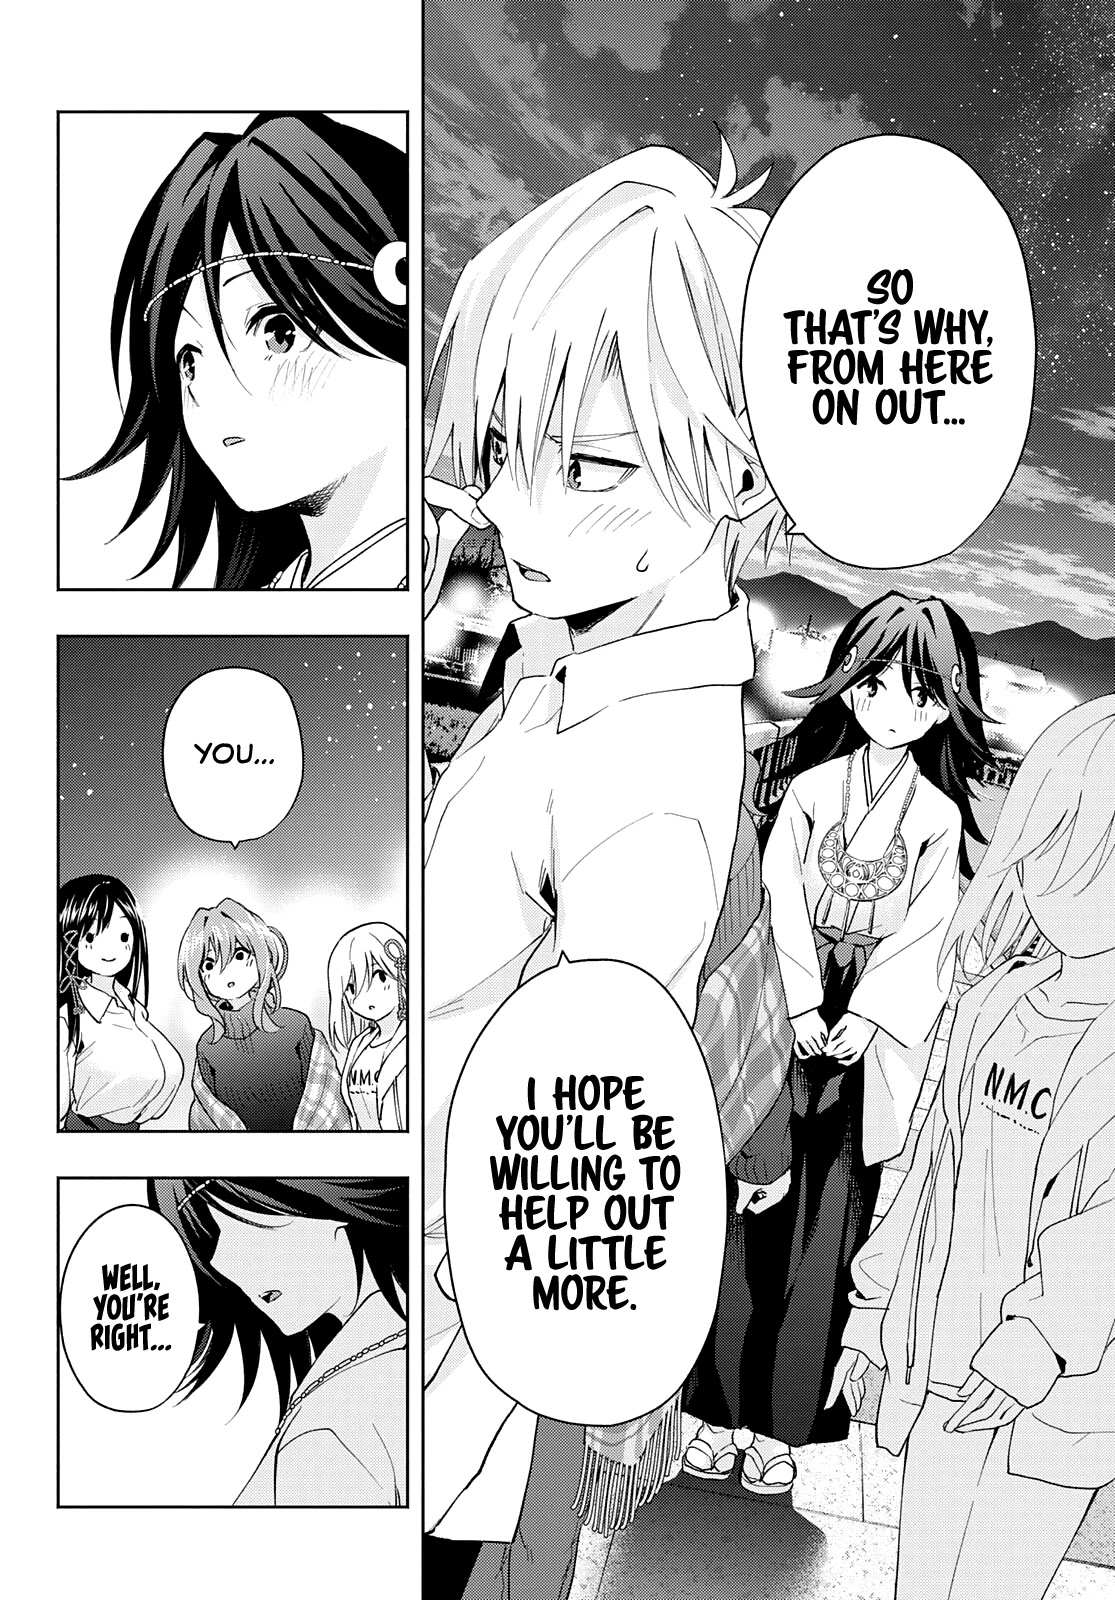 SO
THAT'S WHY,
FROM HERE
ON OUT...
I HOPE
YOU'LL BE
WILLING TO
HELP OUT
A LITTLE
MORE.
N.M.C
YOU...
N.M.C
WELL,
YOU'RE
RIGHT...